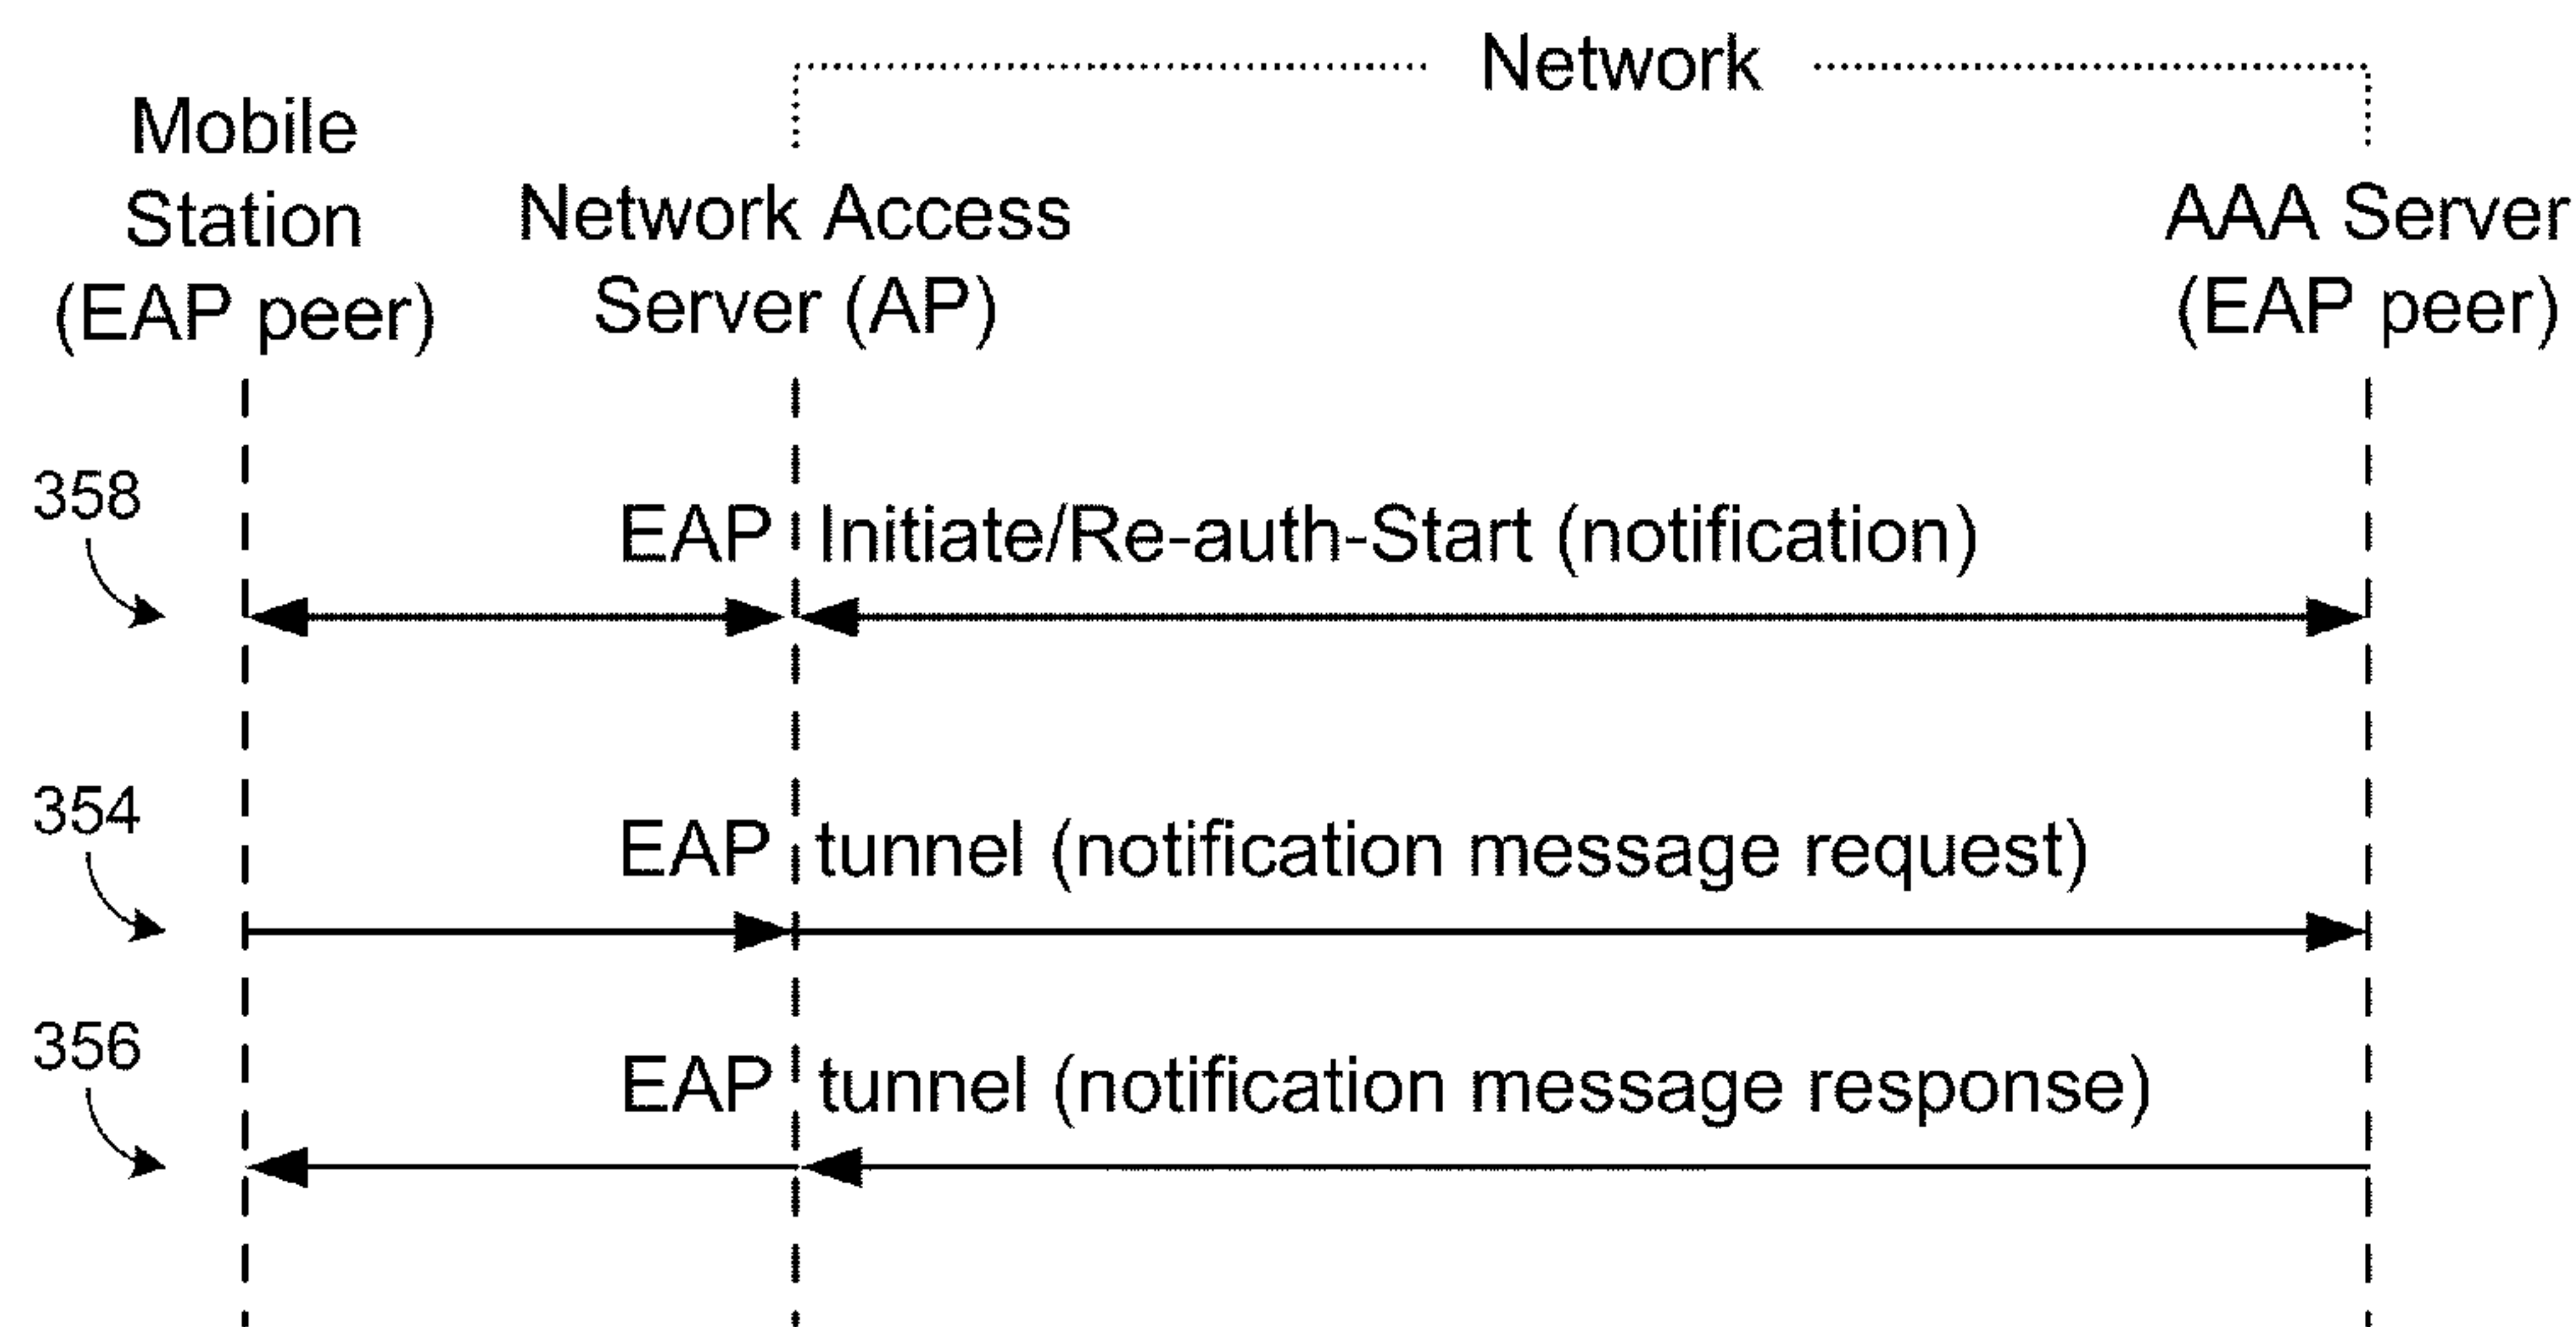 Network
Mobile
Station
(EAP peer)
Network Access
Server (AP)
AAA Server
(EAP peer)
358
EAP Initiate/Re-auth-Start (notification)
354
EAP tunnel (notification message request)
356
EAP tunnel (notification message response)